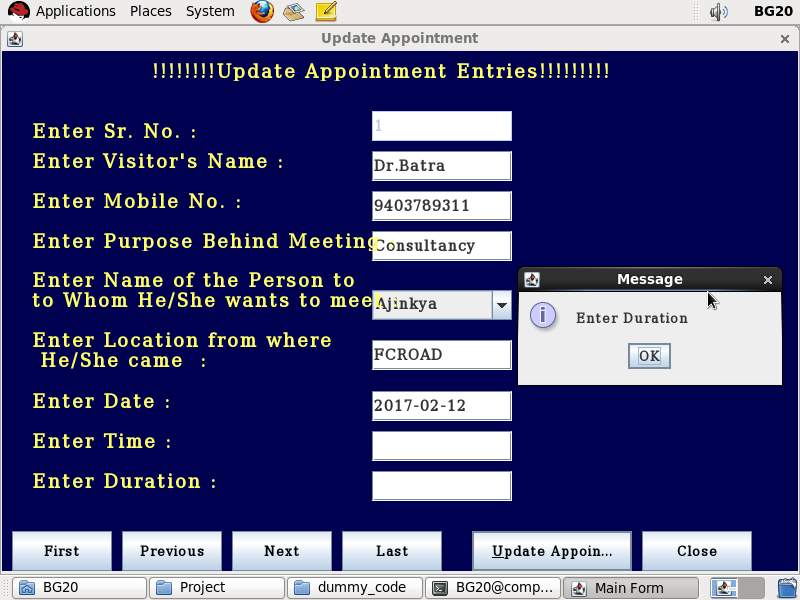 Applications Places System BG20
Update Appointment
!!!!!!!!Update Appointment Entries!!!!!!!!!
Enter Sr. No. : 1
Enter Visitor's Name : Dr.Batra
Enter Mobile No. : 9403789311
Enter Purpose Behind Meeting Consultancy
Enter Name of the Person to
to Whom He/She wants to meet : Ajinkya
Message
Enter Duration
OK
Enter Location from where
He/She came : FCROAD
Enter Date : 2017-02-12
Enter Time :
Enter Duration :
First Previous Next Last Update Appoin... Close
BG20 Project dummy_code BG20@comp... Main Form